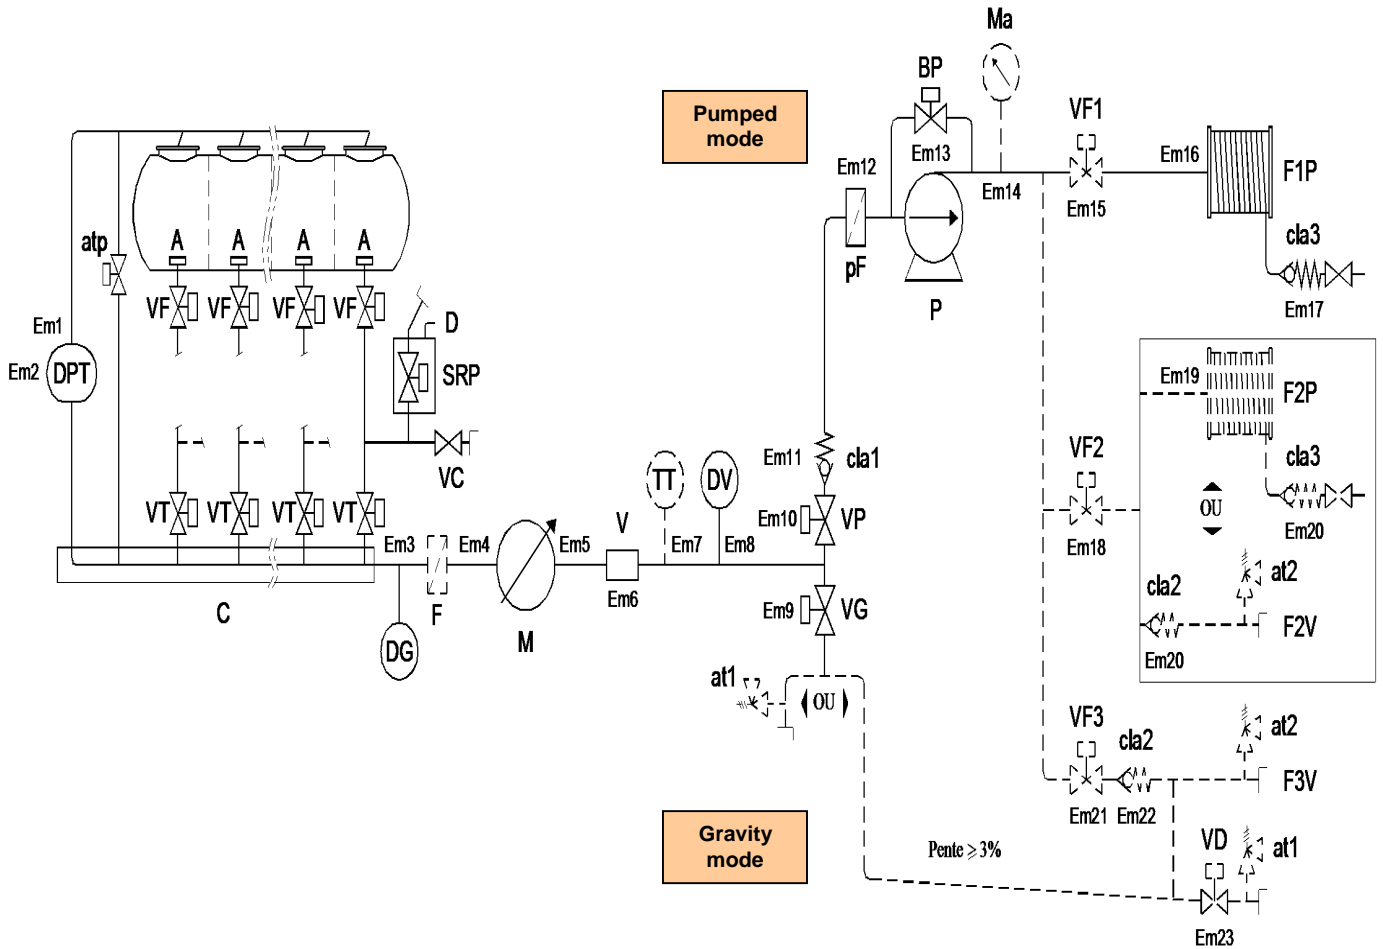 Ma
BP
Pumped
mode
VF1
Em13
Em12
Em16
F1P
Em14
Em15
cla3
A A A A
atp
pF
P
Em17
VF VF VF VF
D
Em1
SRP
Em2
DPT
Em19
F2P
VC
Em11
cla1
VF2
cla3
OU
TT
DV
VT VT VT VT
V
Em10
VP
Em18
Em20
Em3
Em4
Em5
Em7
Em8
at2
cla2
C
F
Em6
Em9
VG
F2V
M
DG
Em20
at1
OU
VF3
cla2
at2
F3V
Em21
Em22
Gravity
mode
Pente ⩾ 3%
VD
at1
Em23